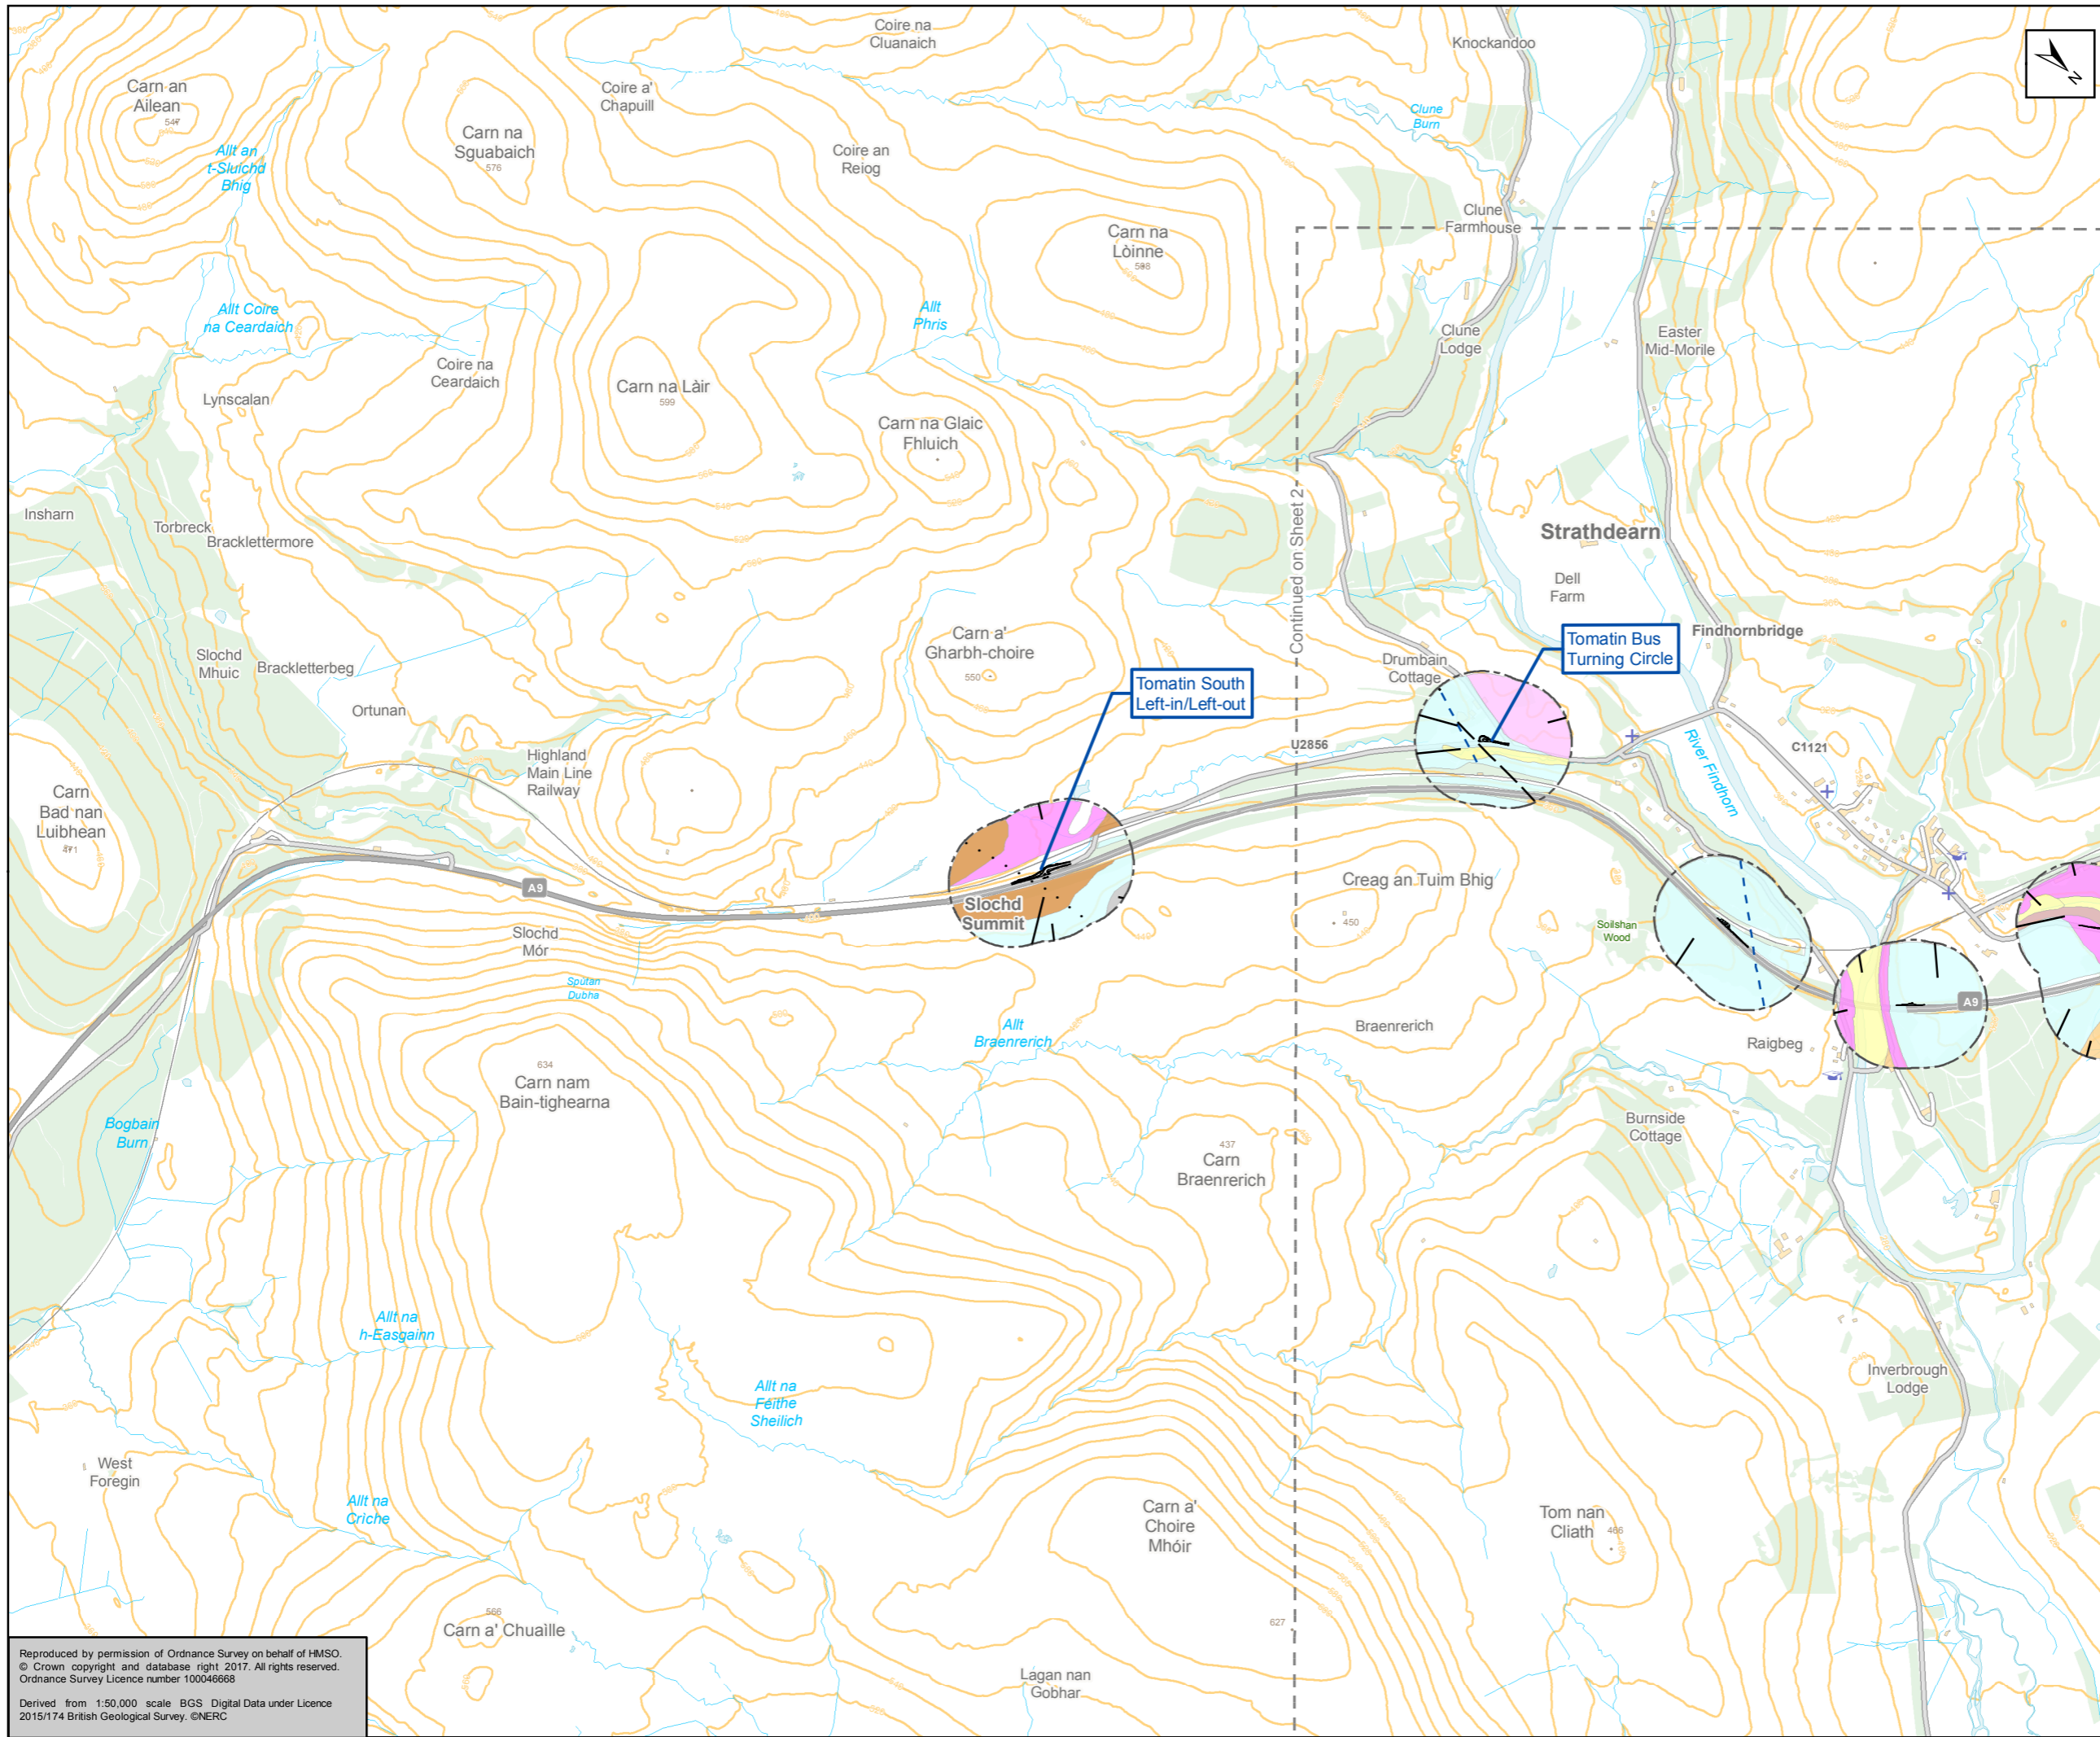 Coire na
Cluanaich
Knockandoo
N
Carn an
Ailean
547
Coire a'
Chapuill
Clune
Burn
Carn na
Sguabaich
576
Allt an
t-Sluichd
Bhig
Coire an
Reiog
Clune
Farmhouse
Carn na
Lòinne
598
Allt Coire
na Ceardaich
Allt
Phris
Clune
Lodge
Easter
Mid-Morile
Coire na
Ceardaich
Carn na Làir
599
Lynscalan
Carn na Glaic
Fhluich
Insharn
Torbreck
Bracklettermore
Continued on Sheet 2
Strathdearn
Dell
Farm
Slochd
Mhuic
Brackletterbeg
Carn a'
Gharbh-choire
550
Tomatin South
Left-in/Left-out
Drumbain
Cottage
Tomatin Bus
Turning Circle
Findhornbridge
Ortunan
U2856
River Findhorn
C1121
Highland
Main Line
Railway
Carn
Bad nan
Luibhean
471
A9
Slochd
Summit
Creag an Tuim Bhig
450
Soilshan
Wood
Slochd
Mór
Spùtan
Dubha
Allt
Braenrerich
Braenrerich
A9
Raigbeg
634
Carn nam
Bain-tighearna
Bogbain
Burn
437
Carn
Braenrerich
Burnside
Cottage
Allt na
h-Easgainn
Allt na
Fèithe
Sheilich
Inverbrough
Lodge
West
Foregin
Allt na
Criche
Carn a'
Choire
Mhóir
Tom nan
Cliath
466
566
Carn a' Chuaille
627
Lagan nan
Gobhar
Reproduced by permission of Ordnance Survey on behalf of HMSO.
© Crown copyright and database right 2017. All rights reserved.
Ordnance Survey Licence number 100046668
Derived from 1:50,000 scale BGS Digital Data under Licence
2015/174 British Geological Survey. ©NERC